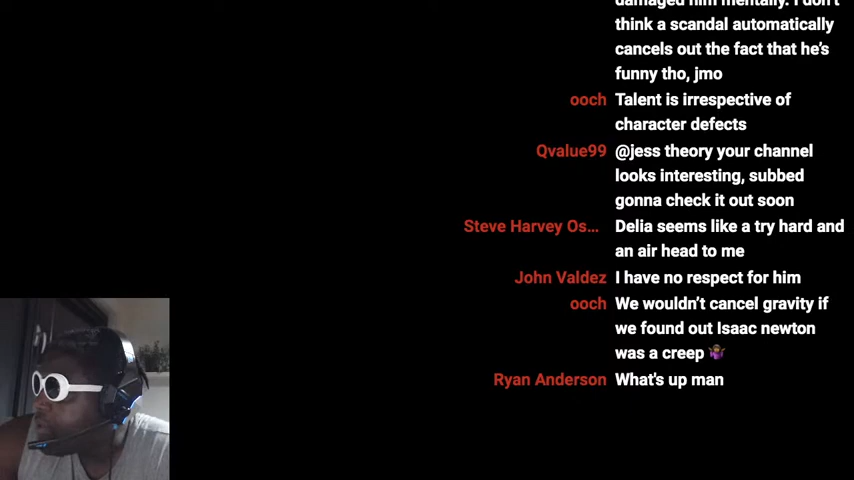 damaged him mentally. I don't
think a scandal automatically
cancels out the fact that he's
funny tho, jmo
ooch Talent is irrespective of
character defects
Qvalue99 @jess theory your channel
looks interesting, subbed
gonna check it out soon
Steve Harvey Os... Delia seems like a try hard and
an air head to me
John Valdez I have no respect for him
ooch We wouldn't cancel gravity if
we found out Isaac newton
was a creep 🤷🏾‍♀️
Ryan Anderson What's up man